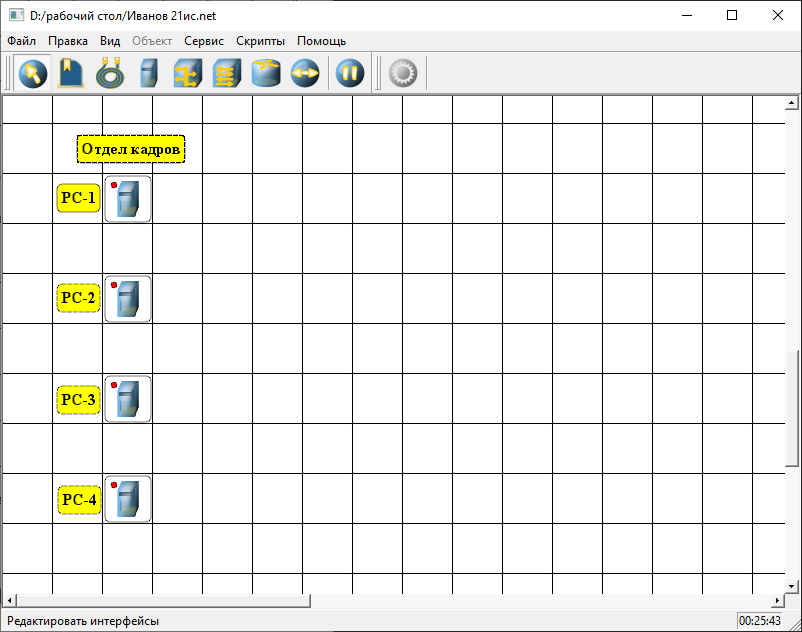 D:/рабочий стол/Иванов 21ис.net
Файл Правка Вид Объект Сервис Скрипты Помощь
Отдел кадров
PC-1
PC-2
PC-3
PC-4
Редактировать интерфейсы 00:25:43